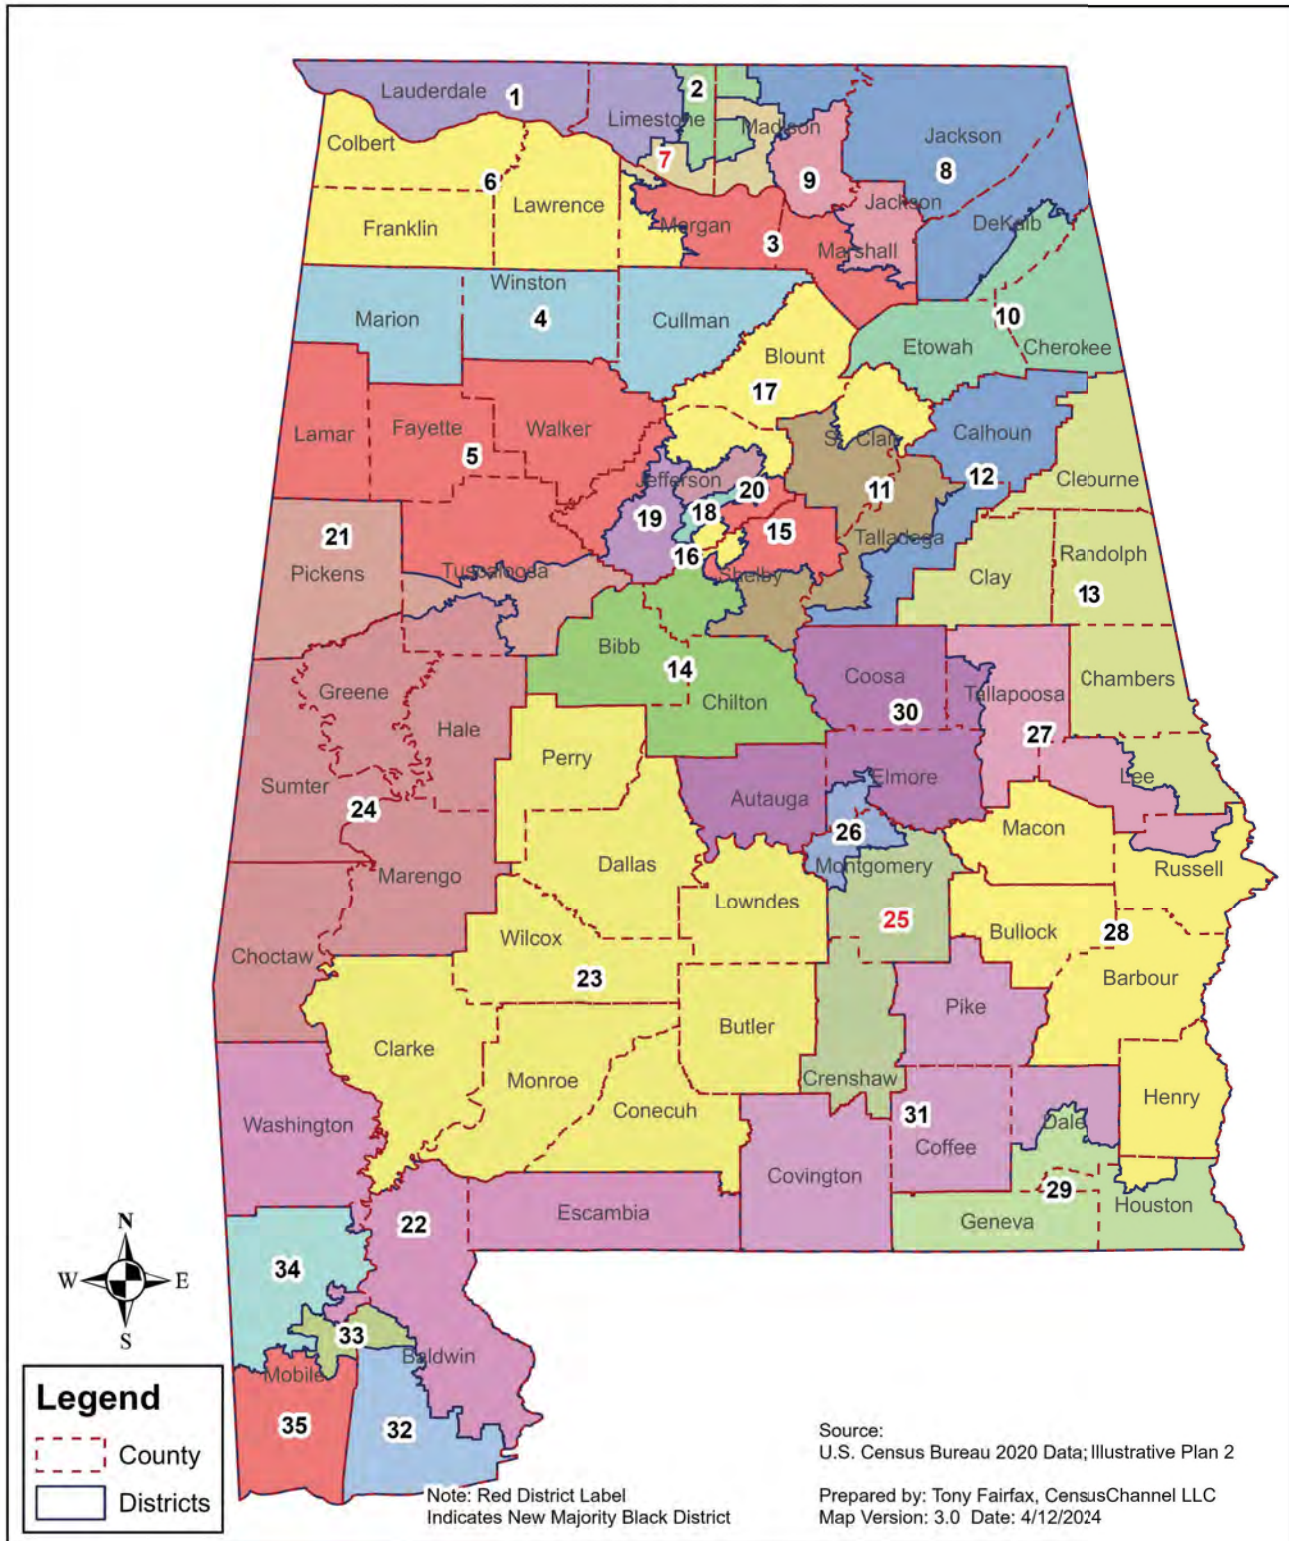 Lauderdale
1
2
Limestone
Madison
Colbert
7
Jackson
6
9
8
Lawrence
Jackson
Franklin
Morgan
DeKalb
3
Marshall
Winston
10
Marion
4
Cullman
Etowah
Cherokee
Blount
17
Lamar
Fayette
Walker
St. Clair
Calhoun
5
Jefferson
20
11
12
Cleburne
19
18
15
21
Talladega
Randolph
Pickens
Tuscaloosa
16
Shelby
Clay
13
Bibb
14
Coosa
Chambers
Greene
Chilton
Tallapoosa
Hale
30
27
Perry
Sumter
Elmore
Lee
Autauga
24
26
Macon
Dallas
Montgomery
Russell
Marengo
Lowndes
25
Wilcox
Bullock
28
Choctaw
23
Barbour
Pike
Butler
Clarke
Monroe
Crenshaw
Conecuh
Henry
Washington
31
Dale
Coffee
Covington
29
22
Escambia
Geneva
Houston
N
W
E
S
34
33
Baldwin
Mobile
35
32
Legend
County
Districts
Note: Red District Label
Indicates New Majority Black District
Source:
U.S. Census Bureau 2020 Data; Illustrative Plan 2
Prepared by: Tony Fairfax, CensusChannel LLC
Map Version: 3.0 Date: 4/12/2024